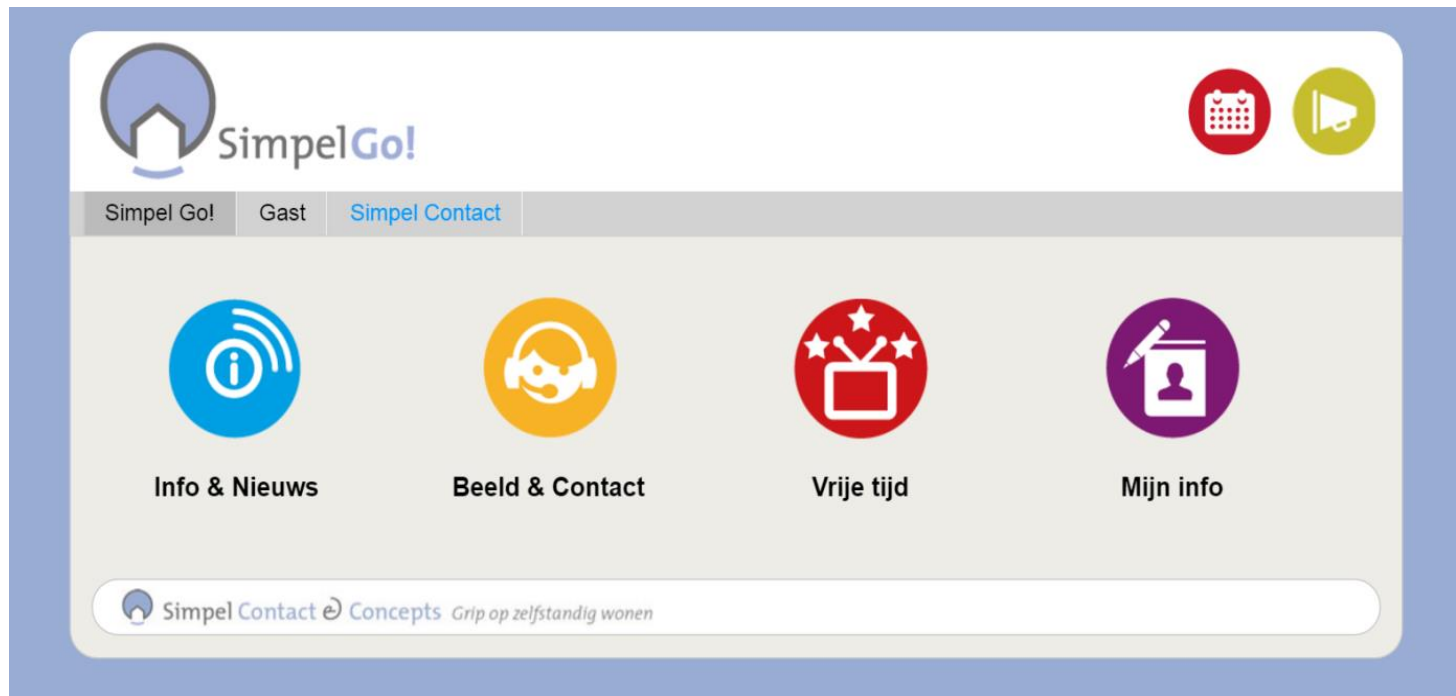 SimpelGo!
Simpel Go! Gast Simpel Contact
Info & Nieuws Beeld & Contact Vrije tijd Mijn info
Simpel Contact & Concepts Grip op zelfstandig wonen